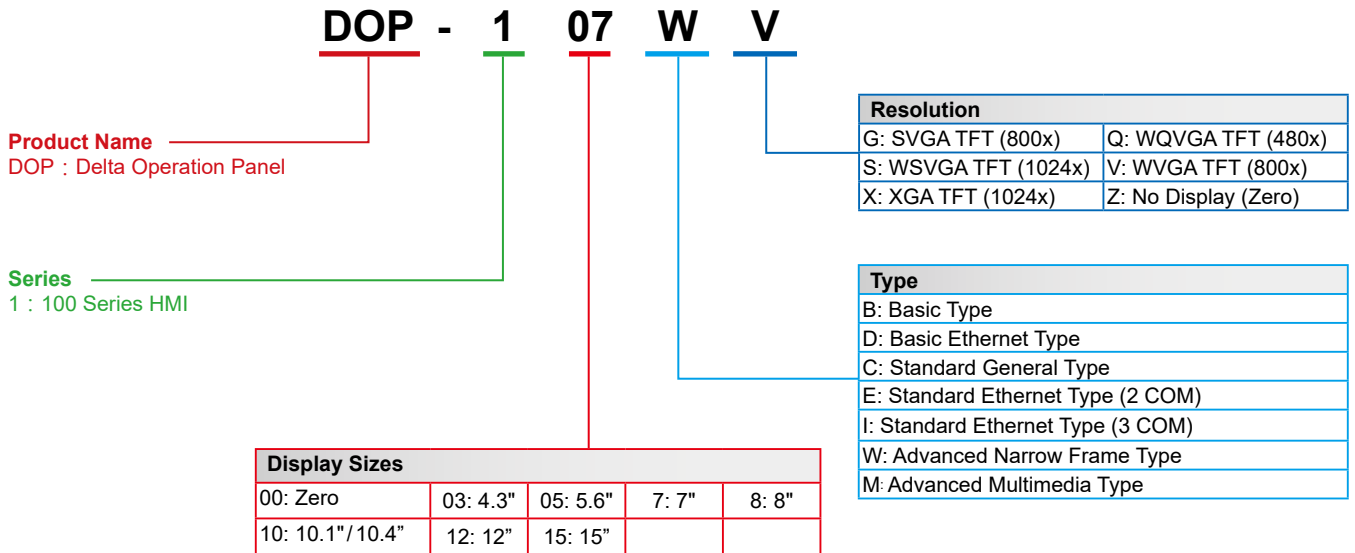 DOP - 1 07 W V
Product Name
DOP：Delta Operation Panel
Series
1：100 Series HMI
Resolution
G: SVGA TFT (800x) Q: WQVGA TFT (480x)
S: WSVGA TFT (1024x) V: WVGA TFT (800x)
X: XGA TFT (1024x) Z: No Display (Zero)
Type
B: Basic Type
D: Basic Ethernet Type
C: Standard General Type
E: Standard Ethernet Type (2 COM)
I: Standard Ethernet Type (3 COM)
W: Advanced Narrow Frame Type
M: Advanced Multimedia Type
Display Sizes
00: Zero 03: 4.3" 05: 5.6" 7: 7" 8: 8"
10: 10.1"/10.4” 12: 12” 15: 15”